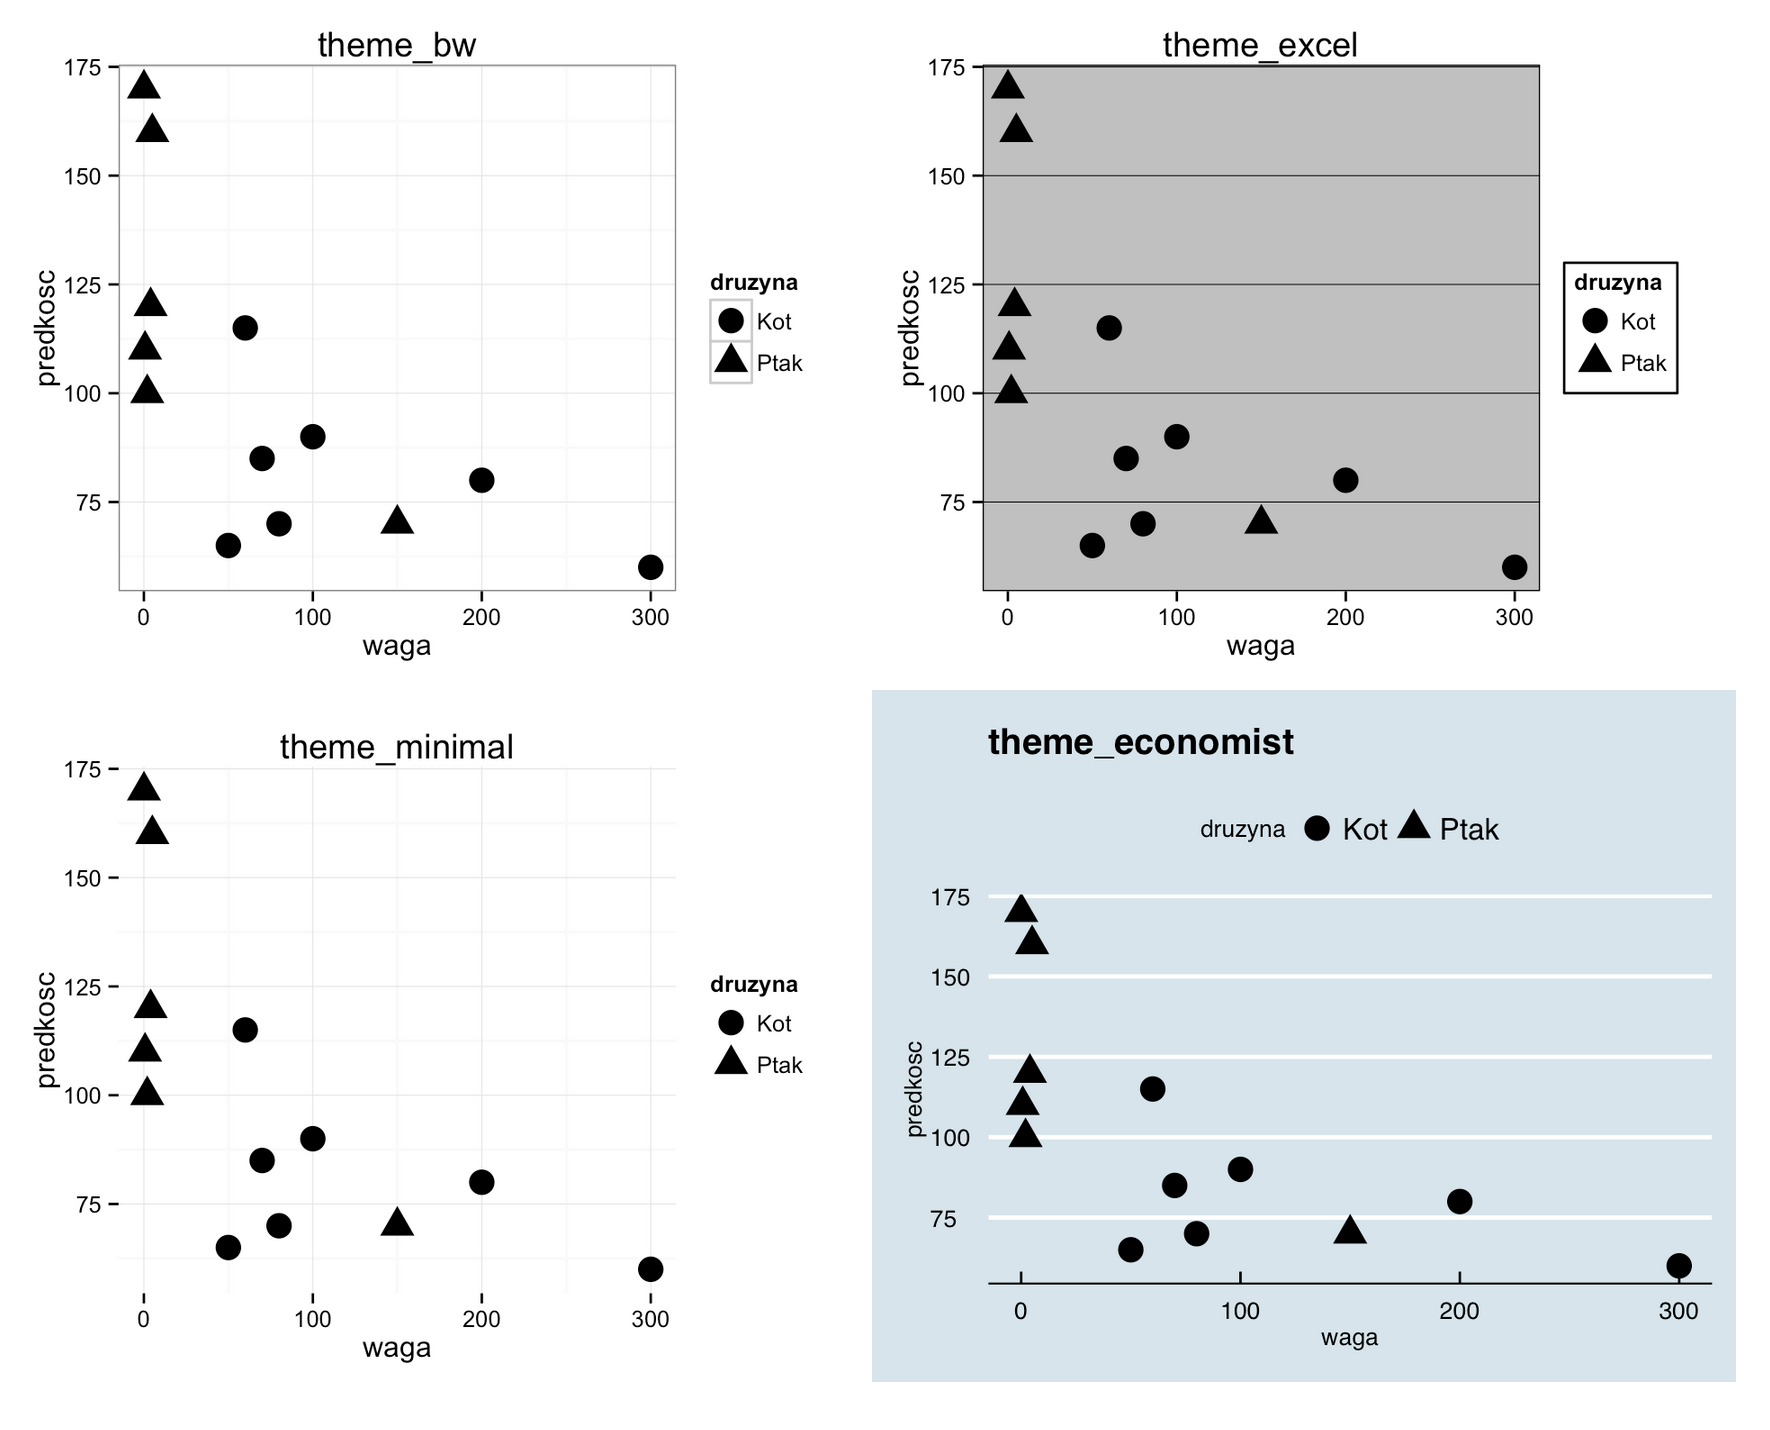 theme_bw
175
150
125
100
75
predkosc
0 100 200 300
waga
druzyna
Kot
Ptak
theme_excel
175
150
125
100
75
predkosc
0 100 200 300
waga
druzyna
Kot
Ptak
theme_minimal
175
150
125
100
75
predkosc
0 100 200 300
waga
druzyna
Kot
Ptak
theme_economist
druzyna Kot Ptak
175
150
125
100
75
predkosc
0 100 200 300
waga